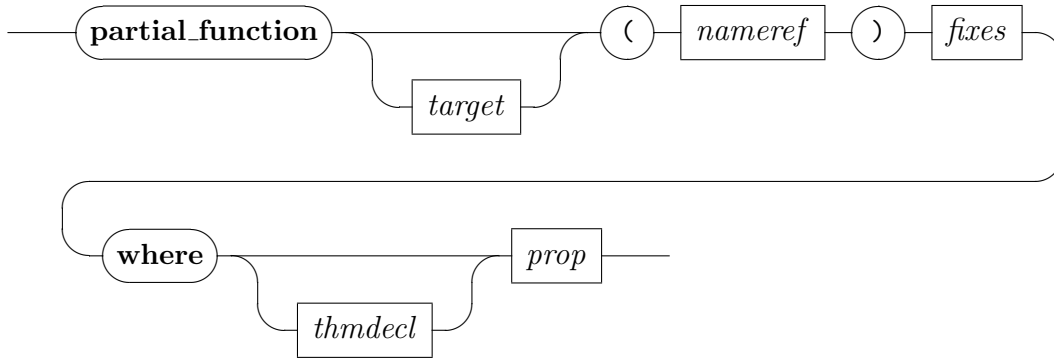 partial_function ( nameref ) fixes
target
where prop
thmdecl